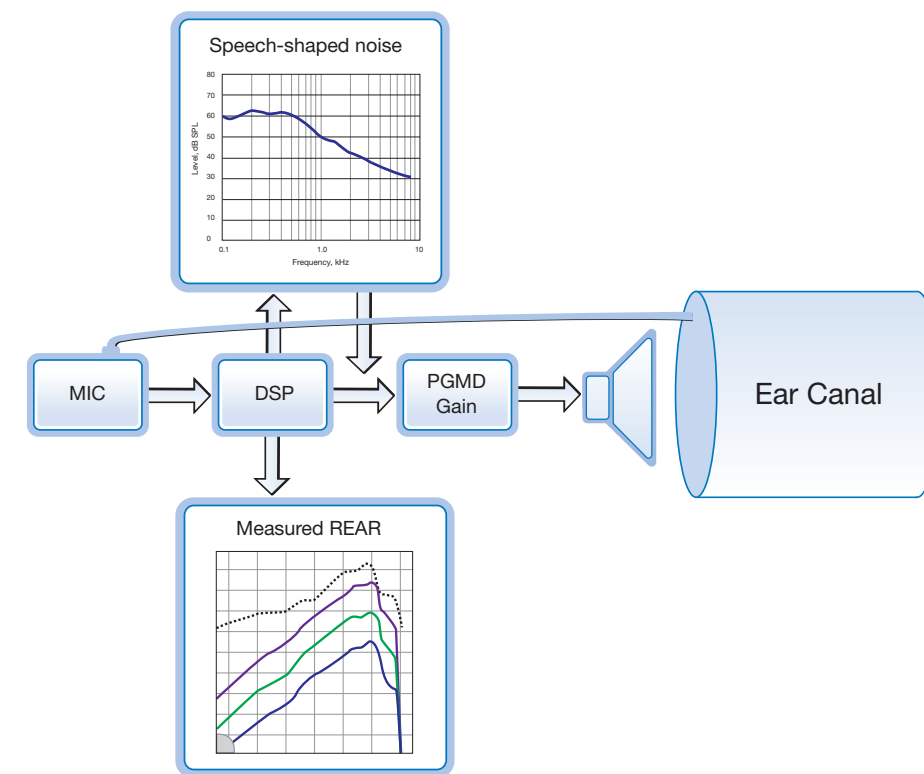 Speech-shaped noise
80
70
60
50
40
30
20
10
0
Level, dB SPL
0.1
1.0
10
Frequency, kHz
MIC
DSP
PGMD
Gain
Ear Canal
Measured REAR